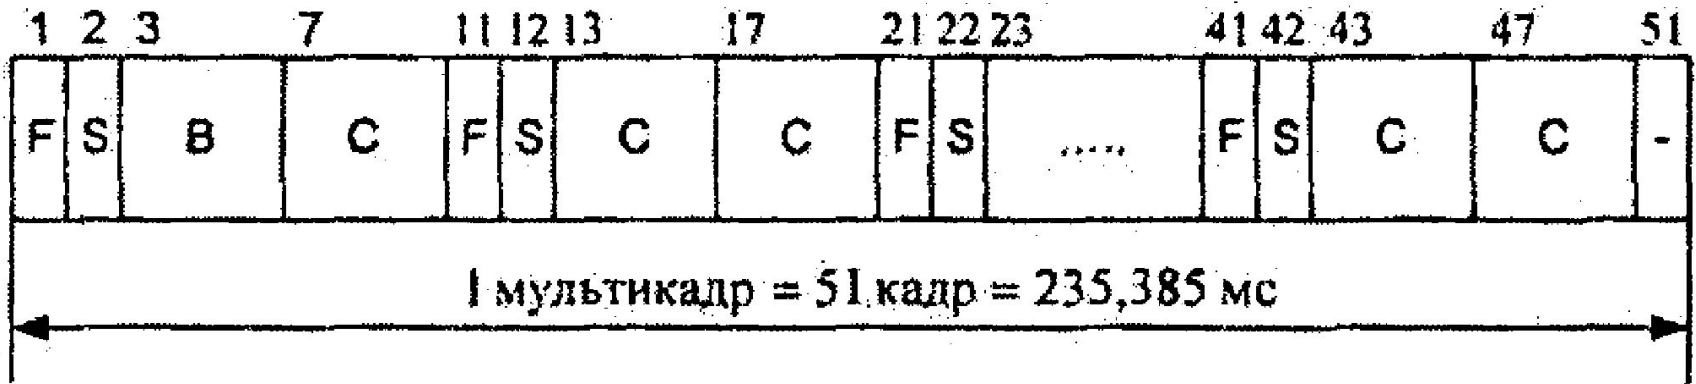 1 2 3 7 11 12 13 17 21 22 23 41 42 43 47 51
F S B C F S C C F S ..... F S C C -
1 мультикадр = 51 кадр = 235,385 мс